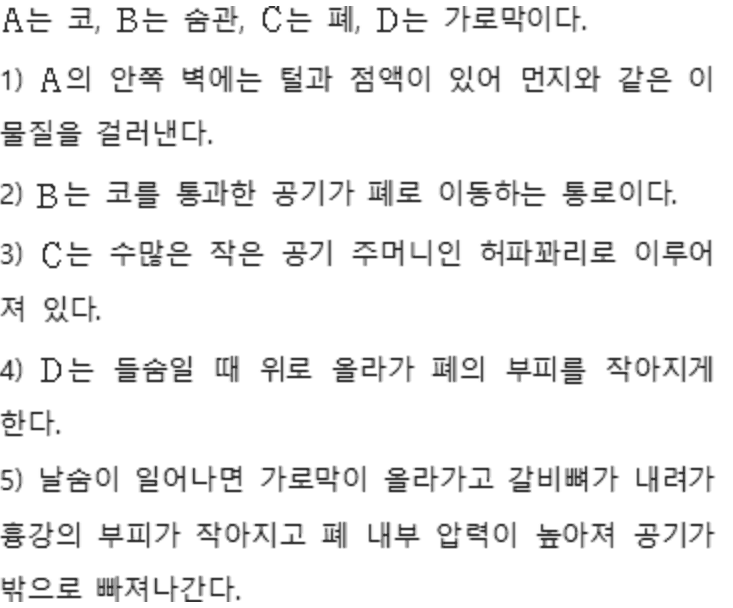 A는 코, B는 숨관, C는 폐, D는 가로막이다.
1) A의 안쪽 벽에는 털과 점액이 있어 먼지와 같은 이
물질을 걸러낸다.
2) B는 코를 통과한 공기가 폐로 이동하는 통로이다.
3) C는 수많은 작은 공기 주머니인 허파꽈리로 이루어
져 있다.
4) D는 들숨일 때 위로 올라가 폐의 부피를 작아지게
한다.
5) 날숨이 일어나면 가로막이 올라가고 갈비뼈가 내려가
흉강의 부피가 작아지고 폐 내부 압력이 높아져 공기가
밖으로 빠져나간다.